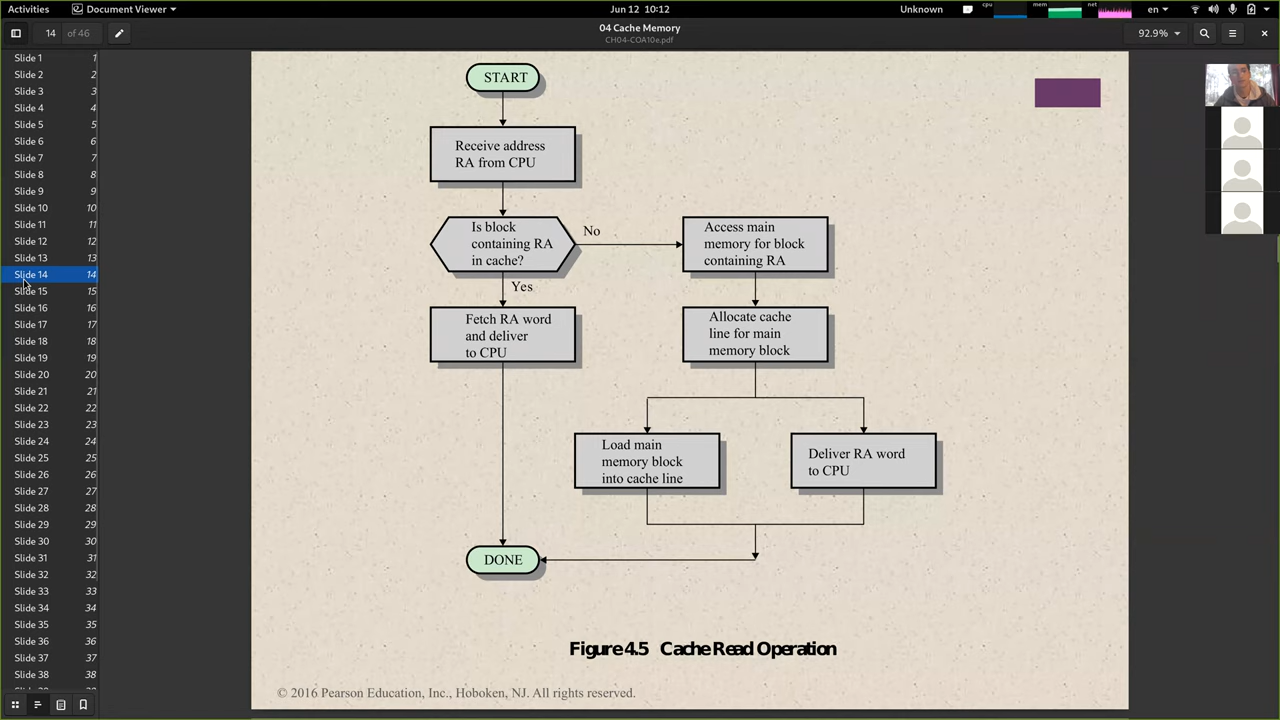 Activities
Document Viewer
Jun 12 10:12
Unknown
cpu
mem
net
en
14 of 46
04 Cache Memory
CH04-COA10e.pdf
92.9%
Slide 1 1
Slide 2 2
Slide 3 3
Slide 4 4
Slide 5 5
Slide 6 6
Slide 7 7
Slide 8 8
Slide 9 9
Slide 10 10
Slide 11 11
Slide 12 12
Slide 13 13
Slide 14 14
Slide 15 15
Slide 16 16
Slide 17 17
Slide 18 18
Slide 19 19
Slide 20 20
Slide 21 21
Slide 22 22
Slide 23 23
Slide 24 24
Slide 25 25
Slide 26 26
Slide 27 27
Slide 28 28
Slide 29 29
Slide 30 30
Slide 31 31
Slide 32 32
Slide 33 33
Slide 34 34
Slide 35 35
Slide 36 36
Slide 37 37
Slide 38 38
START
Receive address
RA from CPU
Is block
containing RA
in cache?
No
Access main
memory for block
containing RA
Yes
Fetch RA word
and deliver
to CPU
Allocate cache
line for main
memory block
Load main
memory block
into cache line
Deliver RA word
to CPU
DONE
Figure 4.5 Cache Read Operation
© 2016 Pearson Education, Inc., Hoboken, NJ. All rights reserved.